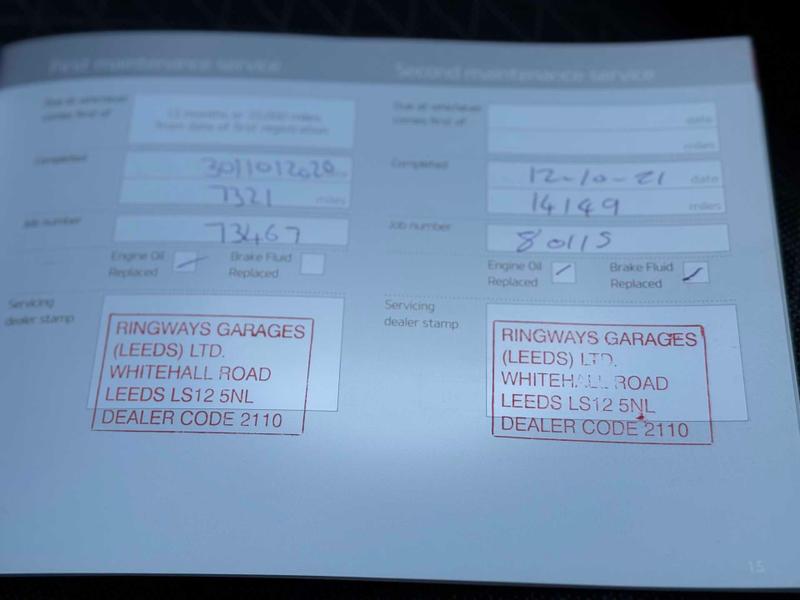 First maintenance service
Due at whichever
comes first of
12 months or 10,000 miles
from date of first registration
Completed
30/10/2020
7321 miles
Job number
73467
Engine Oil
Replaced
Brake Fluid
Replaced
Servicing
dealer stamp
RINGWAYS GARAGES
(LEEDS) LTD.
WHITEHALL ROAD
LEEDS LS12 5NL
DEALER CODE 2110
Second maintenance service
Due at whichever
comes first of
date
miles
Completed
12-10-21 date
14149 miles
Job number
80115
Engine Oil
Replaced
Brake Fluid
Replaced
Servicing
dealer stamp
RINGWAYS GARAGES
(LEEDS) LTD.
WHITEHALL ROAD
LEEDS LS12 5NL
DEALER CODE 2110
15